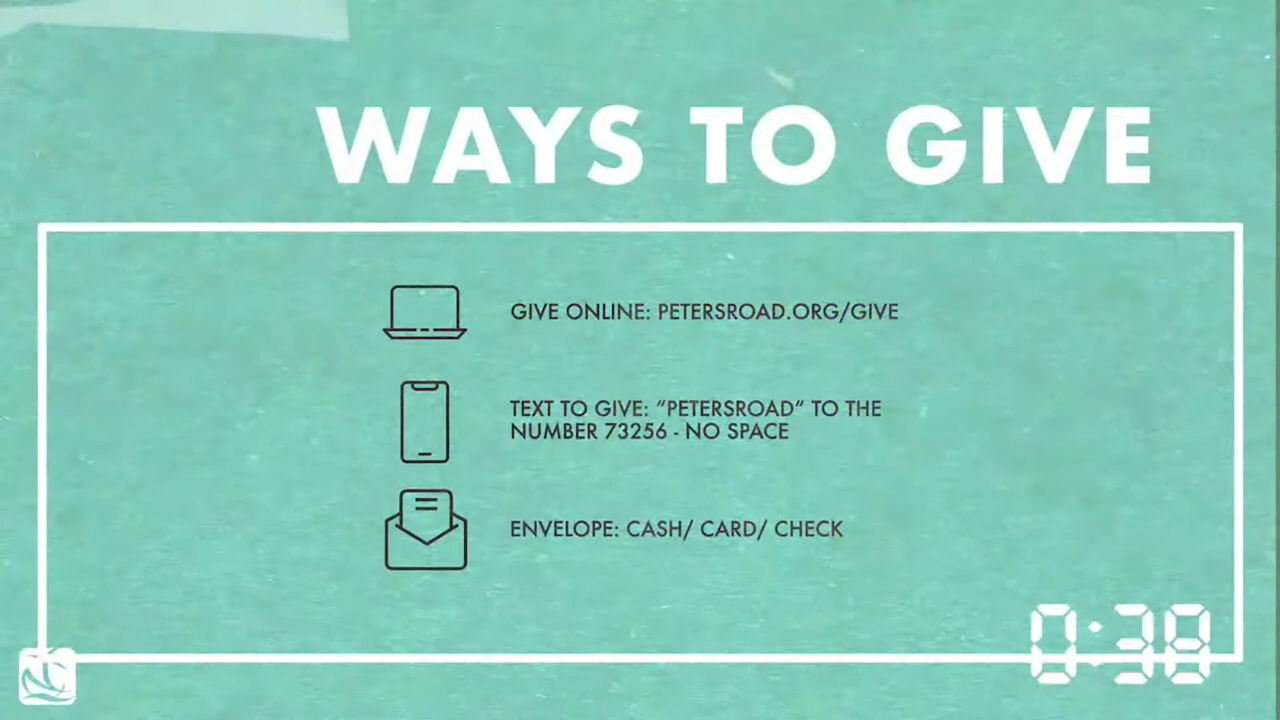 WAYS TO GIVE
GIVE ONLINE: PETERSROAD.ORG/GIVE
TEXT TO GIVE: “PETERSROAD” TO THE
NUMBER 73256 - NO SPACE
ENVELOPE: CASH/ CARD/ CHECK
0:38